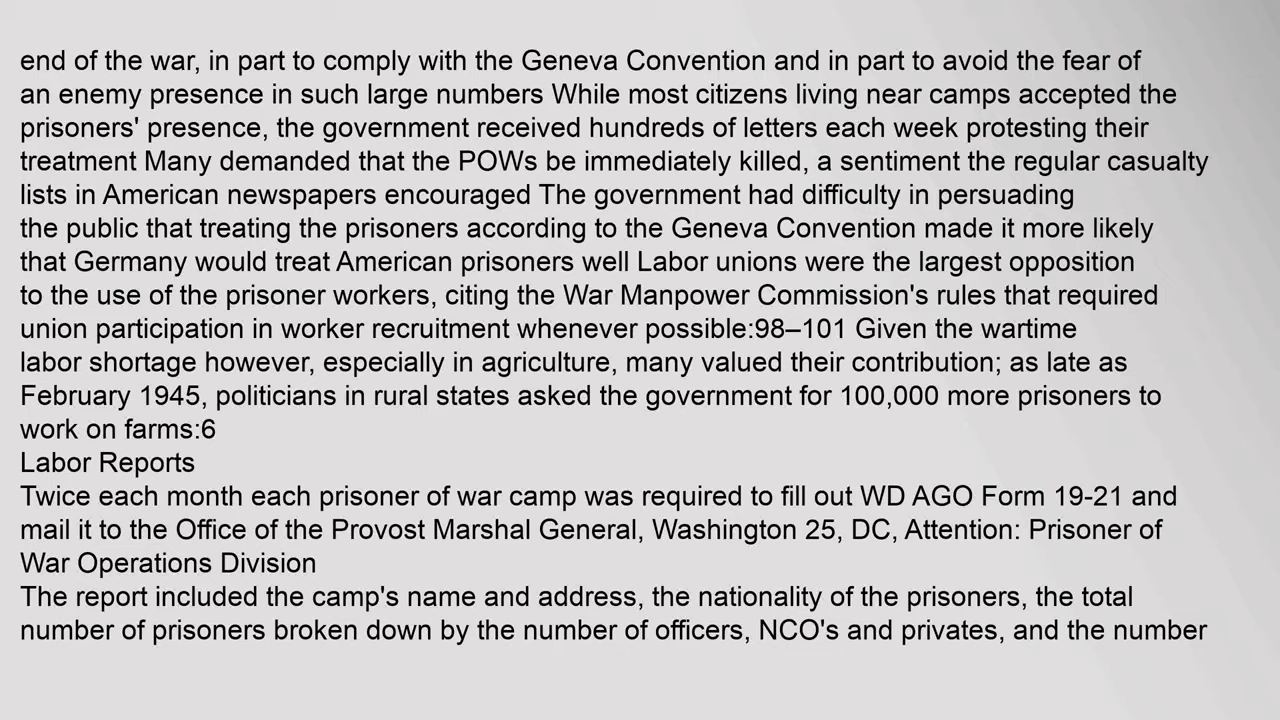 end of the war, in part to comply with the Geneva Convention and in part to avoid the fear of
an enemy presence in such large numbers While most citizens living near camps accepted the
prisoners' presence, the government received hundreds of letters each week protesting their
treatment Many demanded that the POWs be immediately killed, a sentiment the regular casualty
lists in American newspapers encouraged The government had difficulty in persuading
the public that treating the prisoners according to the Geneva Convention made it more likely
that Germany would treat American prisoners well Labor unions were the largest opposition
to the use of the prisoner workers, citing the War Manpower Commission's rules that required
union participation in worker recruitment whenever possible:98–101 Given the wartime
labor shortage however, especially in agriculture, many valued their contribution; as late as
February 1945, politicians in rural states asked the government for 100,000 more prisoners to
work on farms:6
Labor Reports
Twice each month each prisoner of war camp was required to fill out WD AGO Form 19-21 and
mail it to the Office of the Provost Marshal General, Washington 25, DC, Attention: Prisoner of
War Operations Division
The report included the camp's name and address, the nationality of the prisoners, the total
number of prisoners broken down by the number of officers, NCO's and privates, and the number